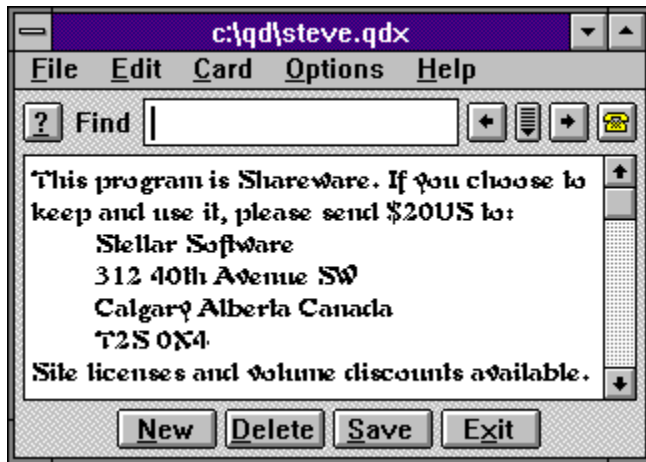 c:\qd\steve.qdx
File Edit Card Options Help
? Find
This program is Shareware. If you choose to
keep and use it, please send $20US to:
Stellar Software
312 40th Avenue SW
Calgary Alberta Canada
T2S 0X4
Site licenses and volume discounts available.
New Delete Save Exit